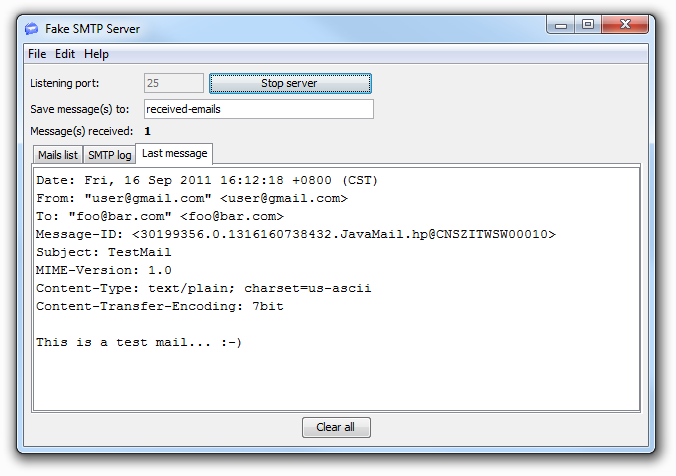 Fake SMTP Server
File Edit Help
Listening port: 25 Stop server
Save message(s) to: received-emails
Message(s) received: 1
Mails list SMTP log Last message
Date: Fri, 16 Sep 2011 16:12:18 +0800 (CST)
From: "user@gmail.com" <user@gmail.com>
To: "foo@bar.com" <foo@bar.com>
Message-ID: <30199356.0.1316160738432.JavaMail.hp@CNSZITWSW00010>
Subject: TestMail
MIME-Version: 1.0
Content-Type: text/plain; charset=us-ascii
Content-Transfer-Encoding: 7bit
This is a test mail... :-)
Clear all